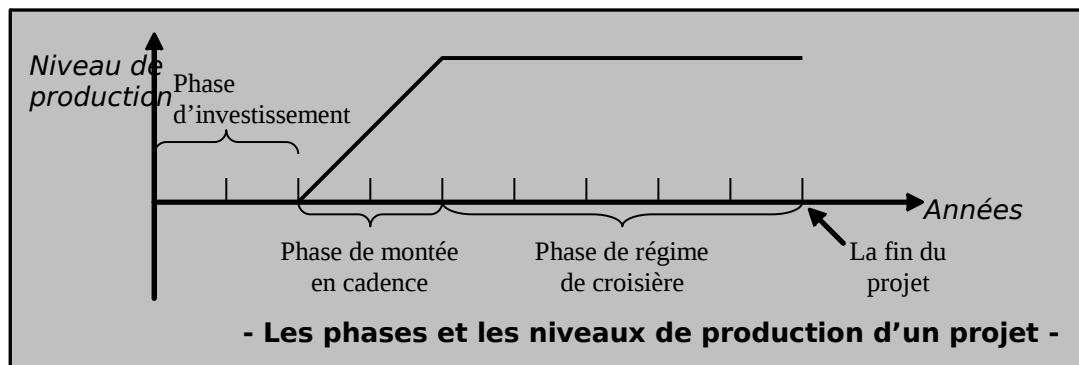 Niveau de
production
Phase
d’investissement
Années
Phase de montée
en cadence
Phase de régime
de croisière
La fin du
projet
- Les phases et les niveaux de production d’un projet -